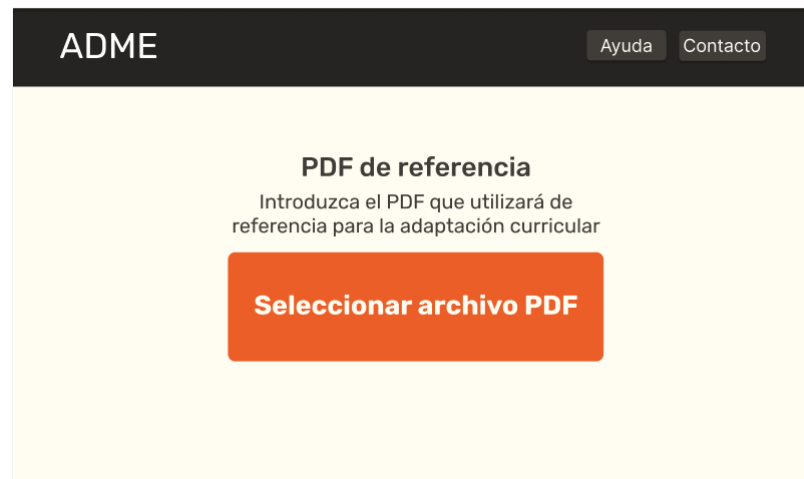 ADME
Ayuda
Contacto
PDF de referencia
Introduzca el PDF que utilizará de
referencia para la adaptación curricular
Seleccionar archivo PDF